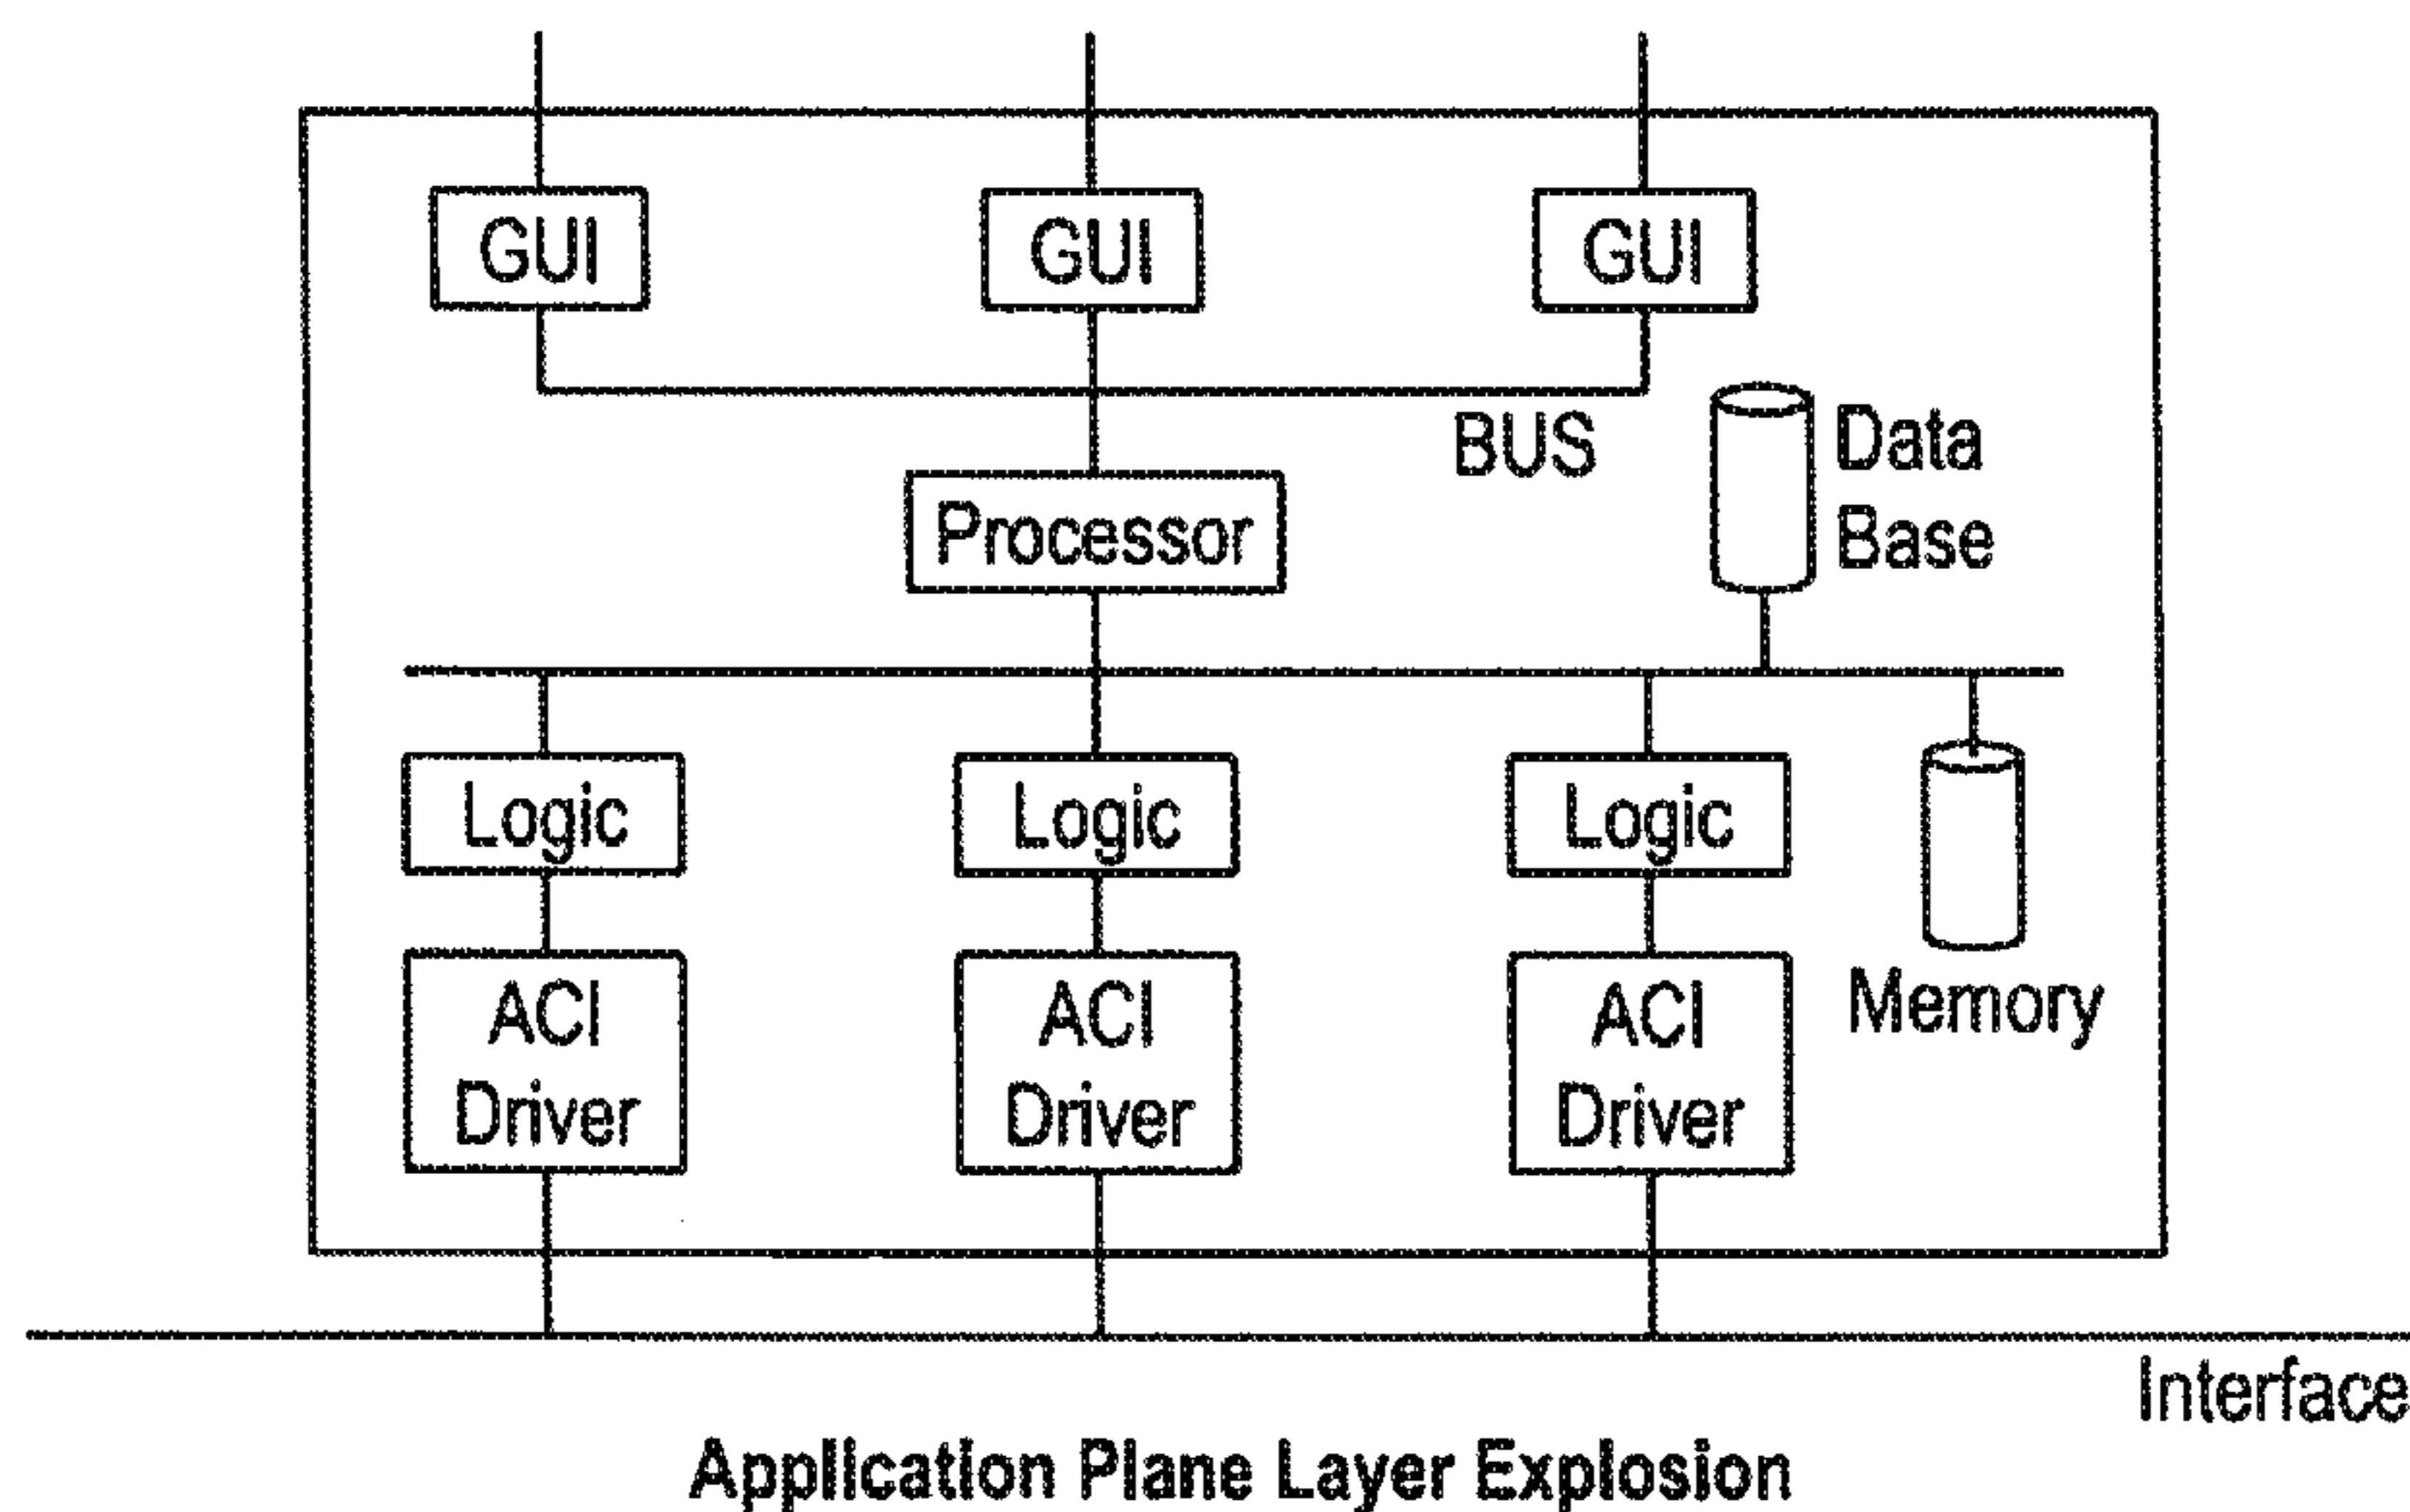 GUI
GUI
GUI
BUS
Data
Base
Processor
Logic
Logic
Logic
ACI
Driver
ACI
Driver
ACI
Driver
Memory
Interface
Application Plane Layer Explosion